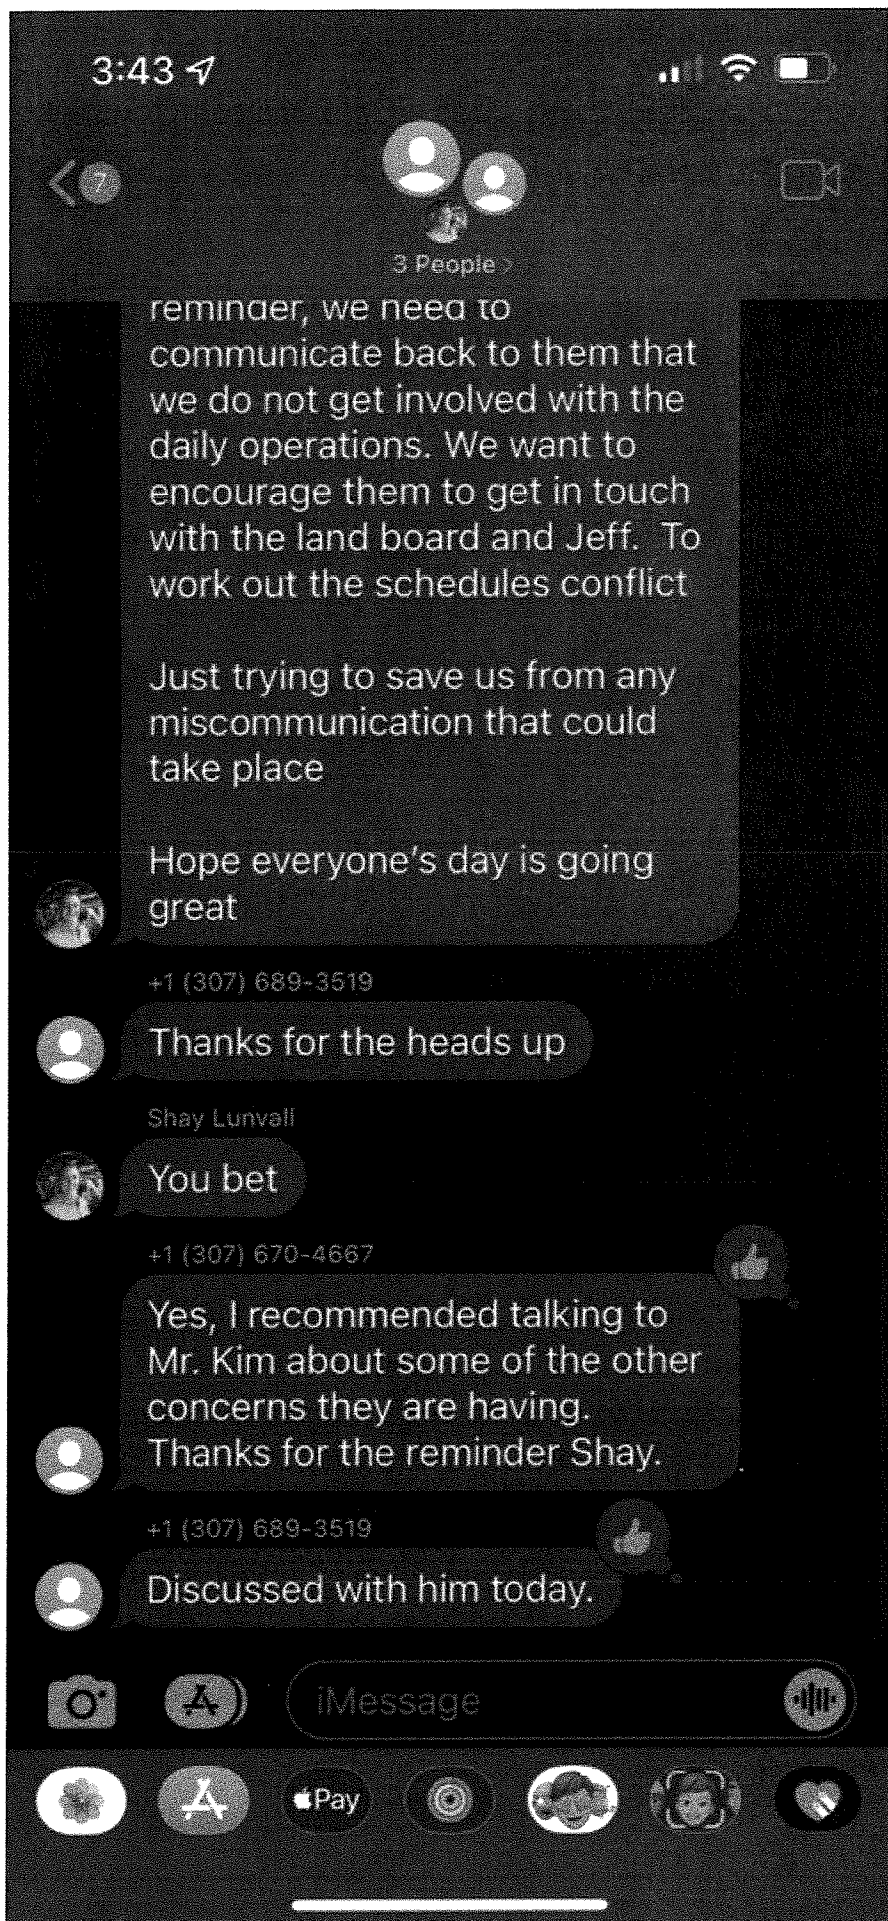 3:43
7
3 People >
reminder, we need to
communicate back to them that
we do not get involved with the
daily operations. We want to
encourage them to get in touch
with the land board and Jeff.  To
work out the schedules conflict
Just trying to save us from any
miscommunication that could
take place
Hope everyone's day is going
great
+1 (307) 689-3519
Thanks for the heads up
Shay Lunvall
You bet
+1 (307) 670-4667
Yes, I recommended talking to
Mr. Kim about some of the other
concerns they are having.
Thanks for the reminder Shay.
+1 (307) 689-3519
Discussed with him today.
iMessage
Pay